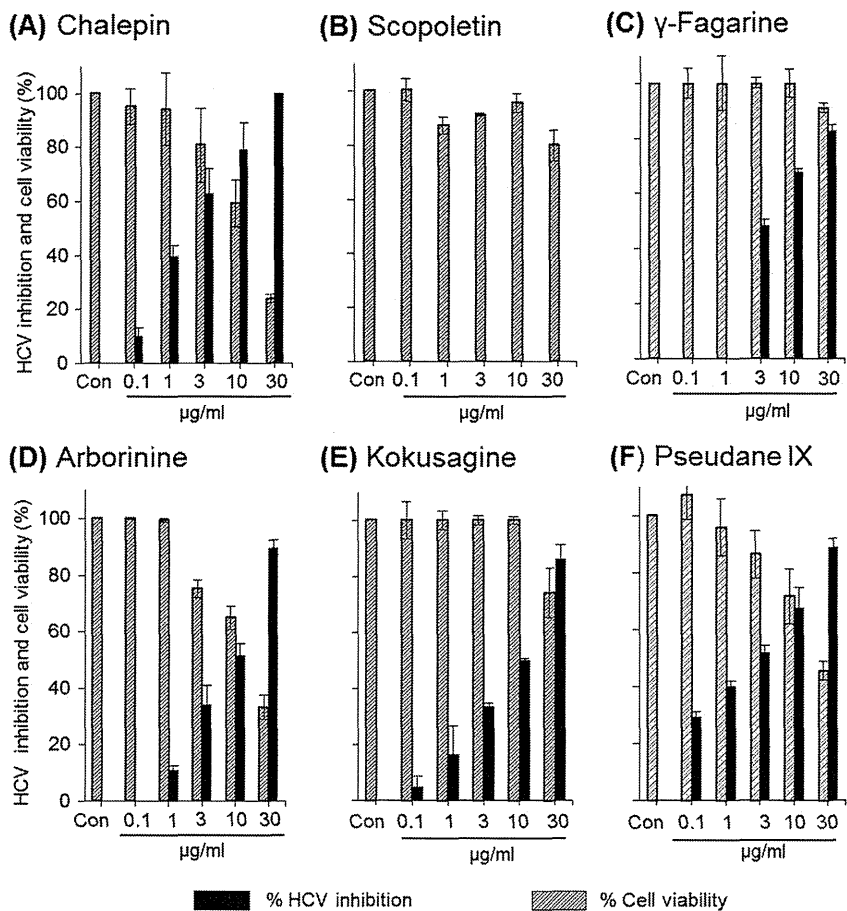 (A) Chalepin
(B) Scopoletin
(C) γ-Fagarine
HCV inhibition and cell viability (%)
100
80
60
40
20
0
Con 0.1 1 3 10 30
µg/ml
Con 0.1 1 3 10 30
µg/ml
Con 0.1 1 3 10 30
µg/ml
(D) Arborinine
(E) Kokusagine
(F) Pseudane IX
HCV inhibition and cell viability (%)
100
80
60
40
20
0
Con 0.1 1 3 10 30
µg/ml
Con 0.1 1 3 10 30
µg/ml
Con 0.1 1 3 10 30
µg/ml
% HCV inhibition
% Cell viability